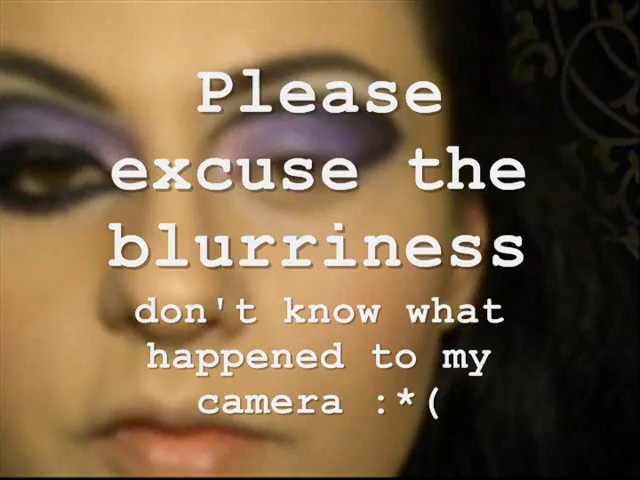 Please
excuse the
blurriness
don't know what
happened to my
camera :*(